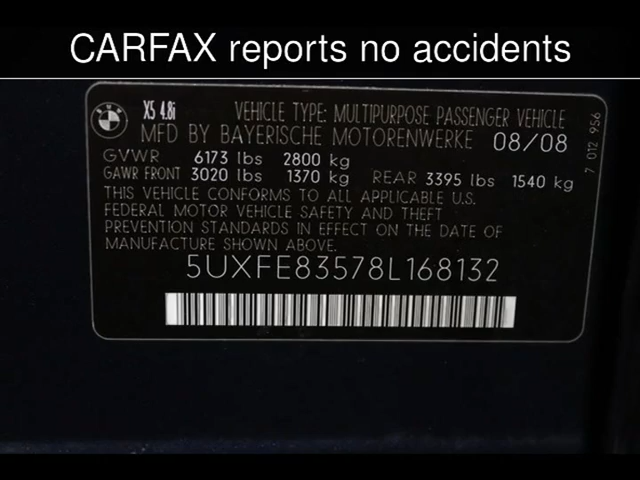 CARFAX reports no accidents
BMW X5 4.8i VEHICLE TYPE: MULTIPURPOSE PASSENGER VEHICLE
MFD BY BAYERISCHE MOTORENWERKE 08/08
GVWR 6173 lbs 2800 kg
GAWR FRONT 3020 lbs 1370 kg REAR 3395 lbs 1540 kg
THIS VEHICLE CONFORMS TO ALL APPLICABLE U.S.
FEDERAL MOTOR VEHICLE SAFETY AND THEFT
PREVENTION STANDARDS IN EFFECT ON THE DATE OF
MANUFACTURE SHOWN ABOVE:
5UXFE83578L168132
7 012 956